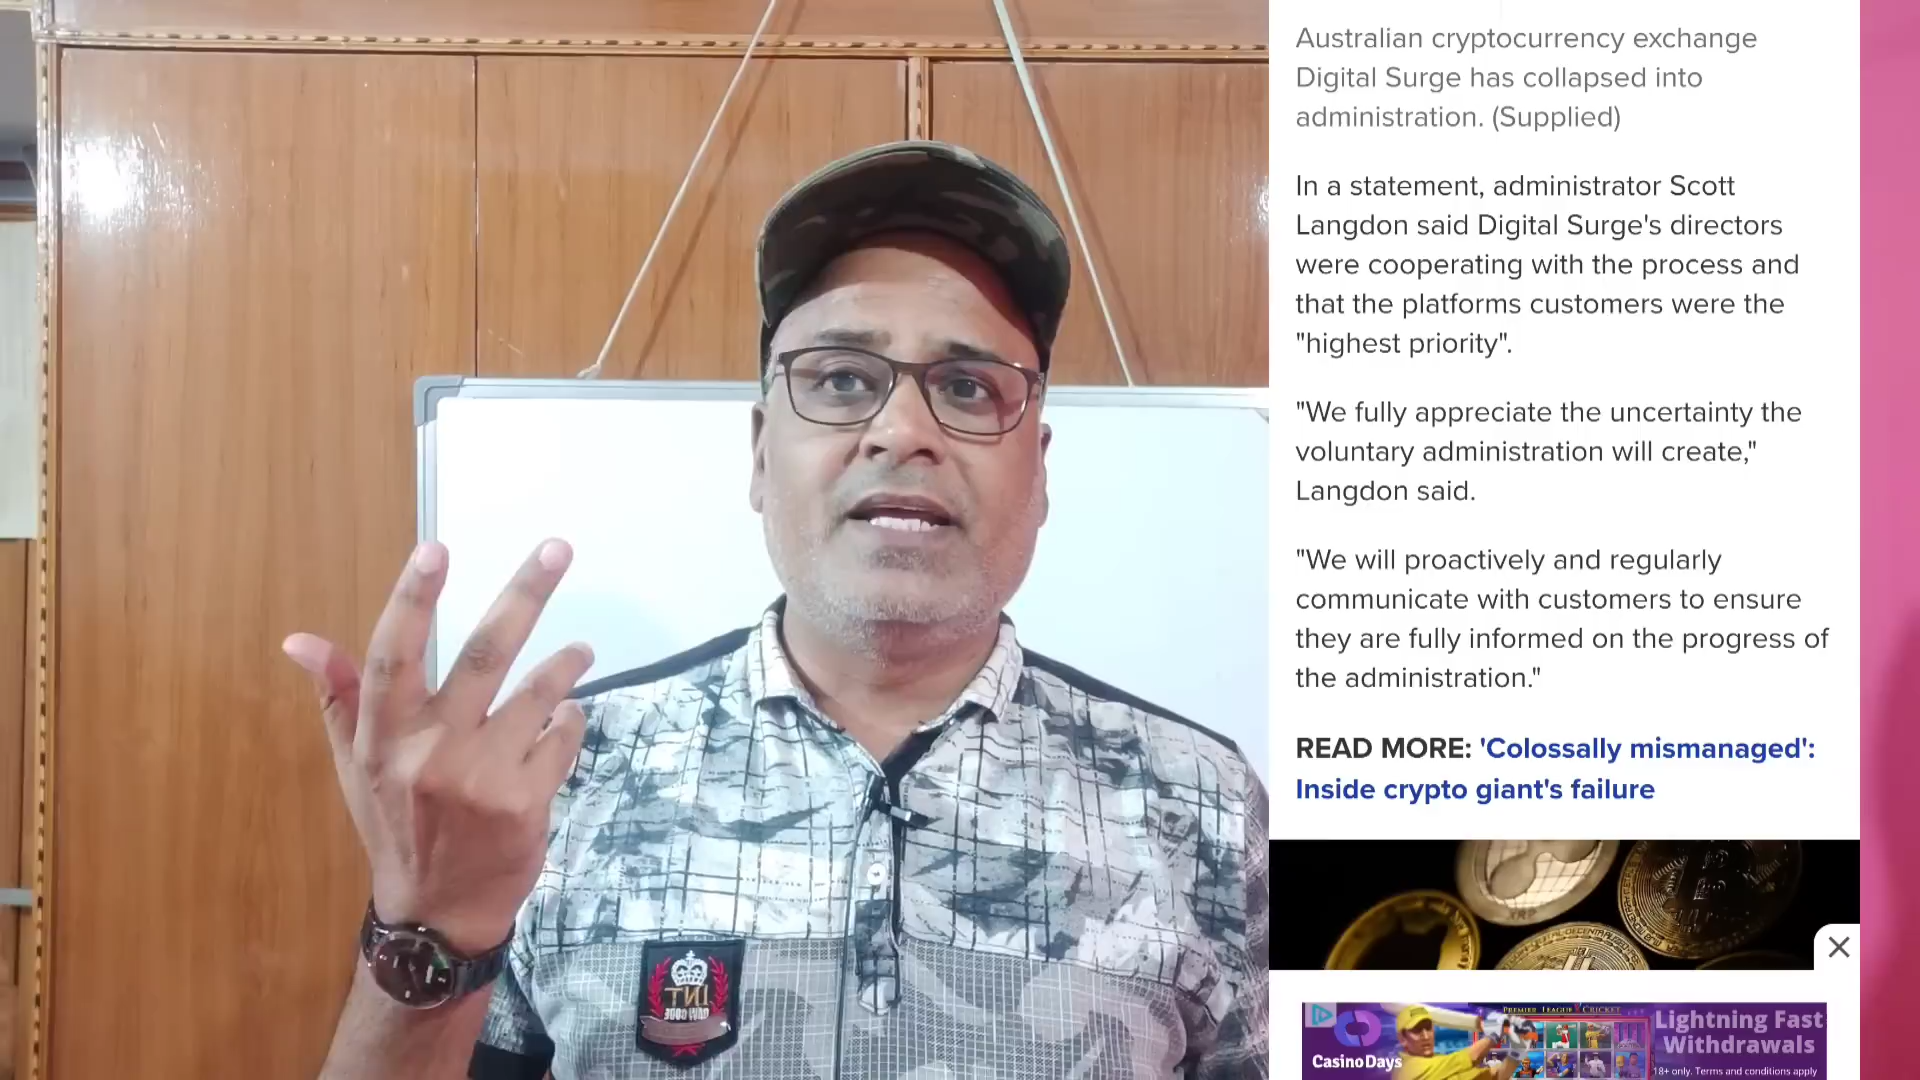 Australian cryptocurrency exchange
Digital Surge has collapsed into
administration. (Supplied)
In a statement, administrator Scott
Langdon said Digital Surge's directors
were cooperating with the process and
that the platforms customers were the
"highest priority".
"We fully appreciate the uncertainty the
voluntary administration will create,"
Langdon said.
"We will proactively and regularly
communicate with customers to ensure
they are fully informed on the progress of
the administration."
READ MORE: 'Colossally mismanaged':
Inside crypto giant's failure
PREMIER LEAGUE CRICKET
Lightning Fast
Withdrawals
CasinoDays
18+ only. Terms and conditions apply